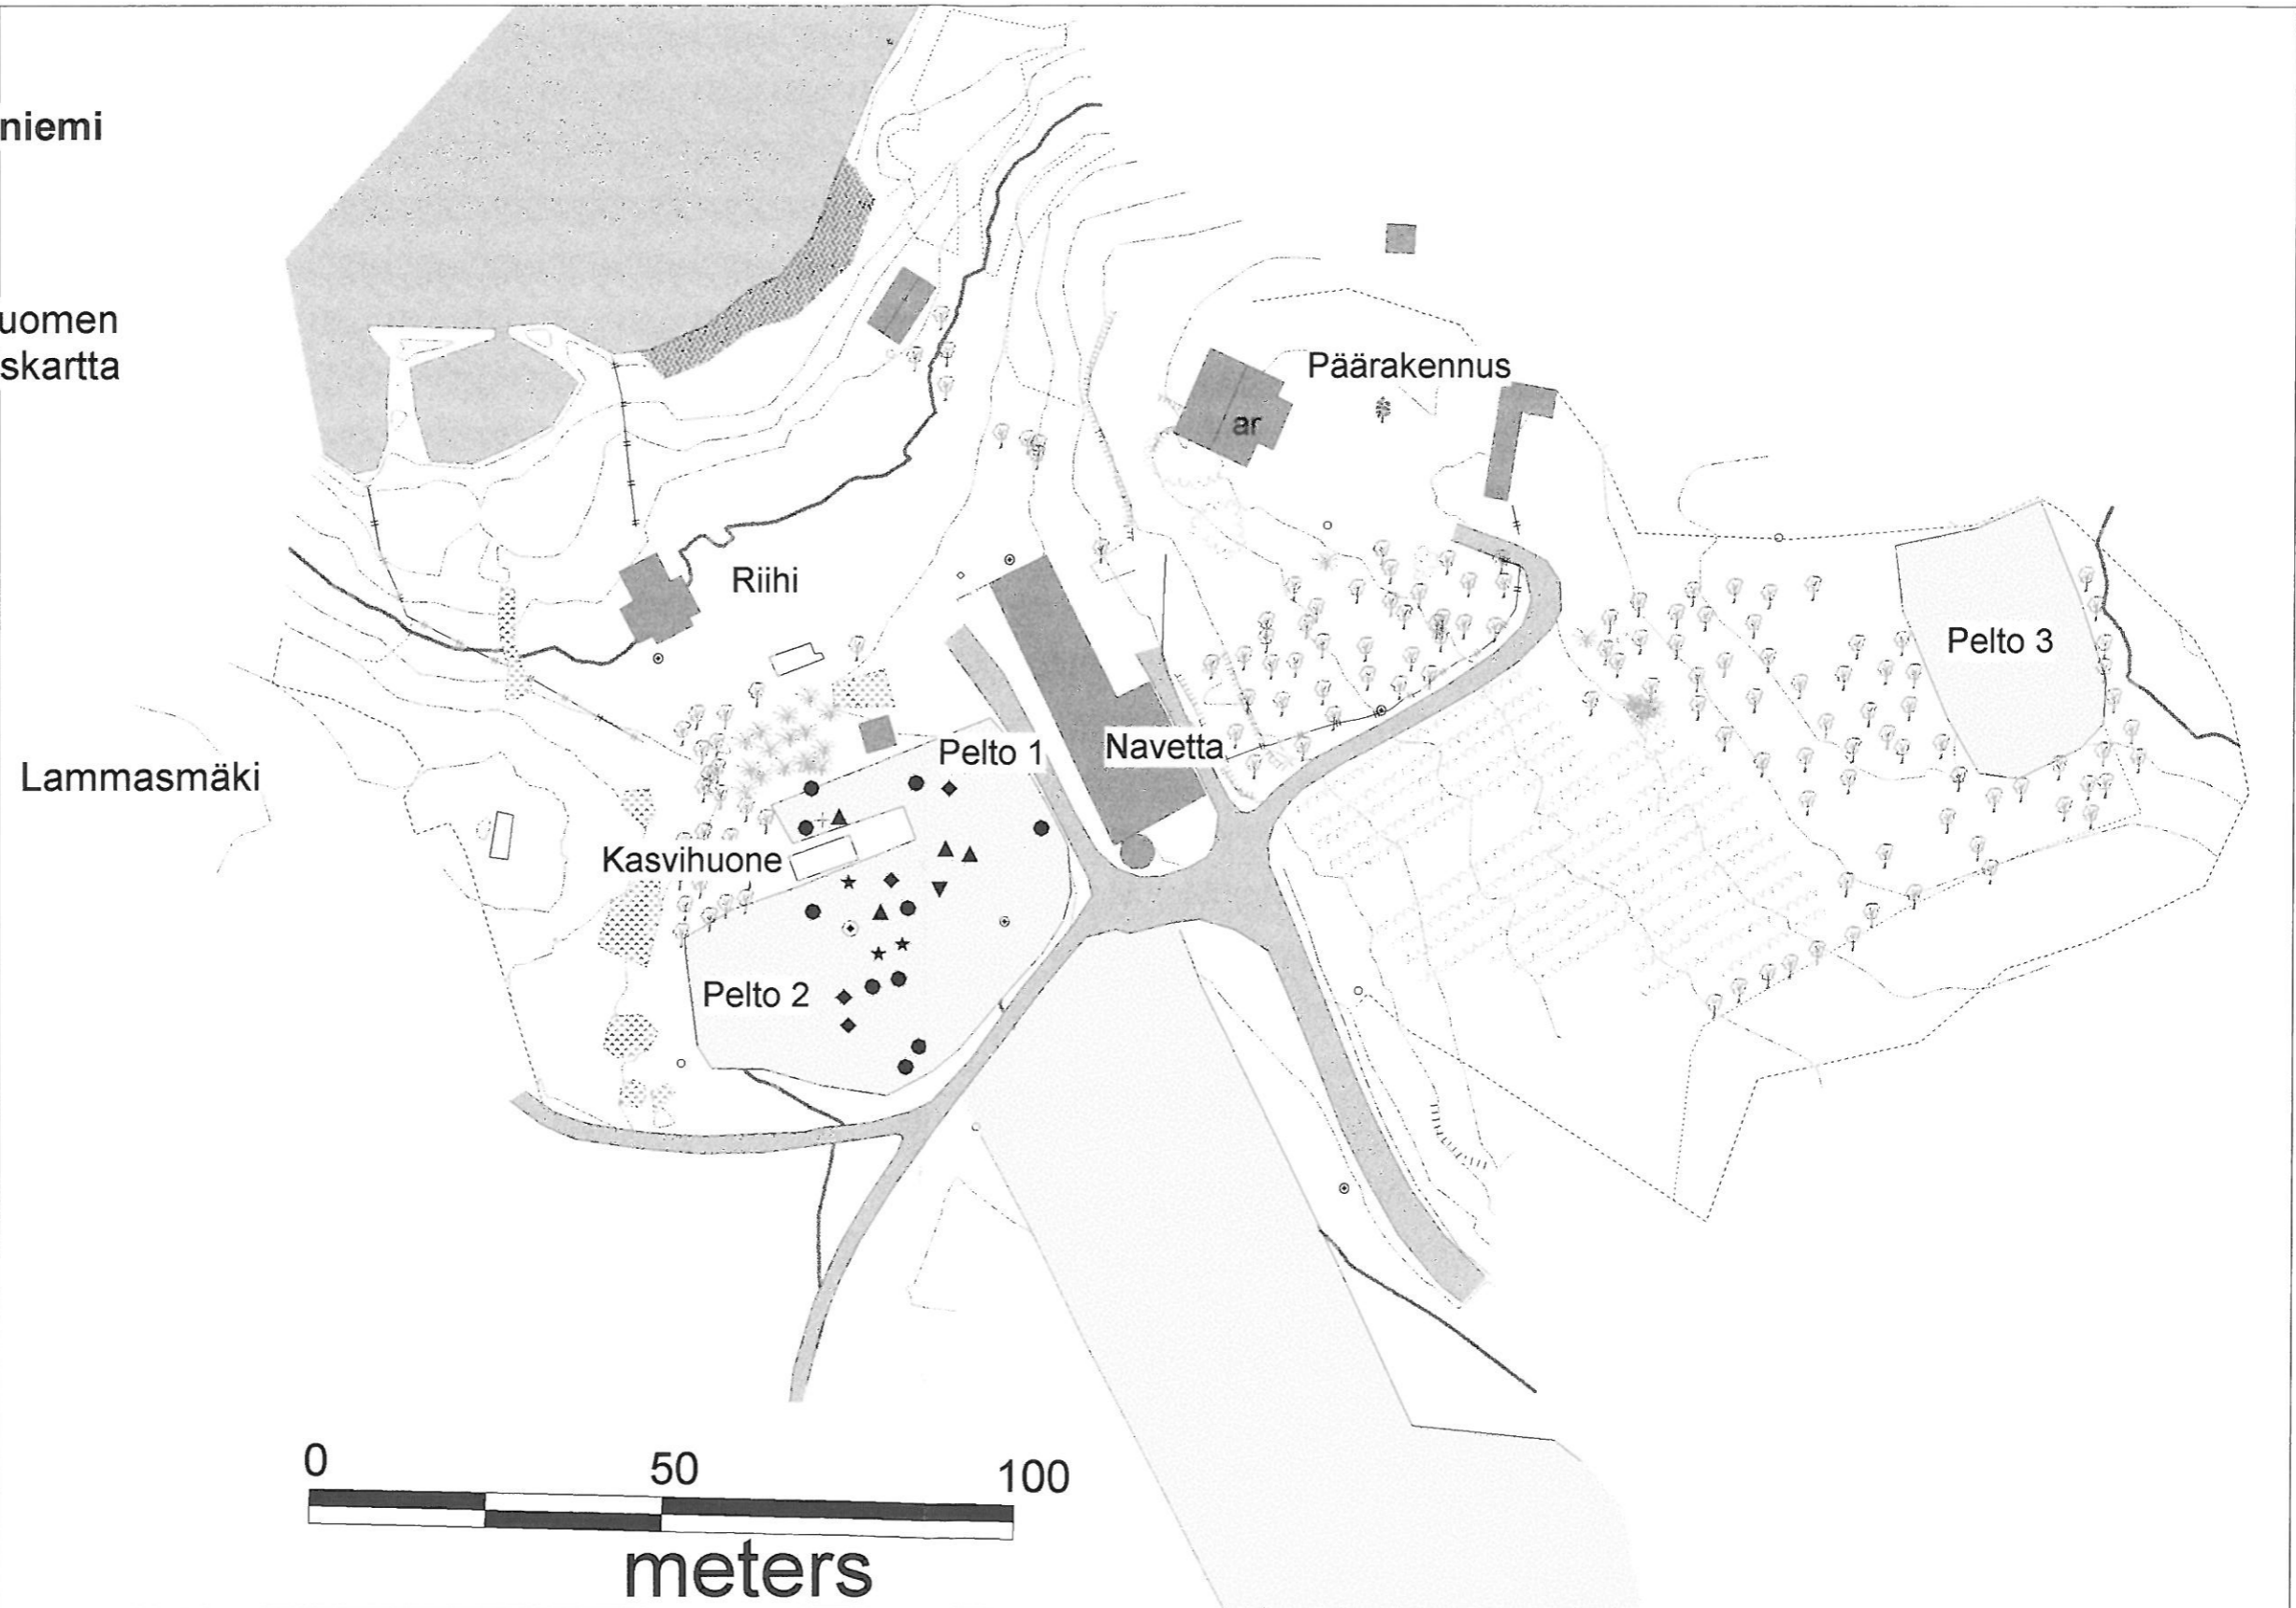 niemi
uomen
skartta
Päärakennus
ar
Riihi
Pelto 3
Pelto 1
Navetta
Lammasmäki
Kasvihuone
Pelto 2
0 50 100
meters